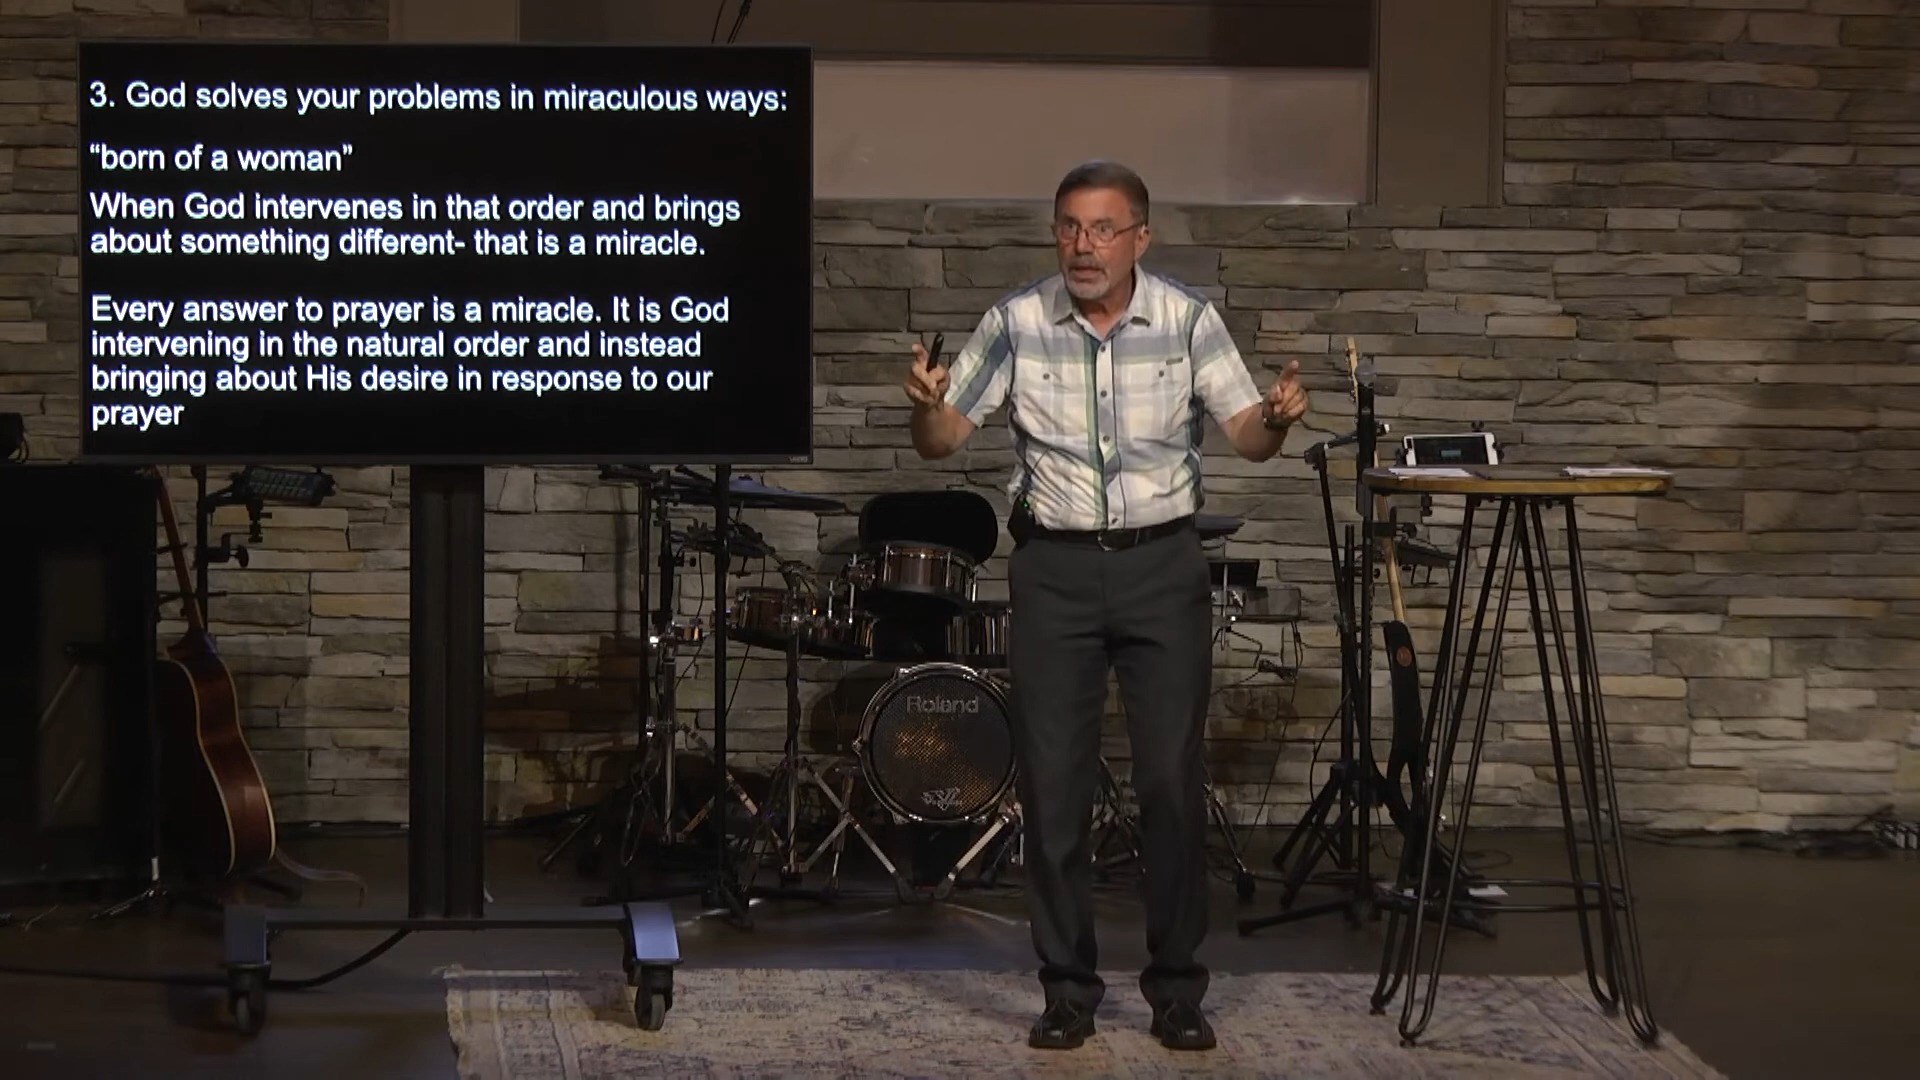 3. God solves your problems in miraculous ways:
“born of a woman”
When God intervenes in that order and brings
about something different- that is a miracle.
Every answer to prayer is a miracle. It is God
intervening in the natural order and instead
bringing about His desire in response to our
prayer
Roland